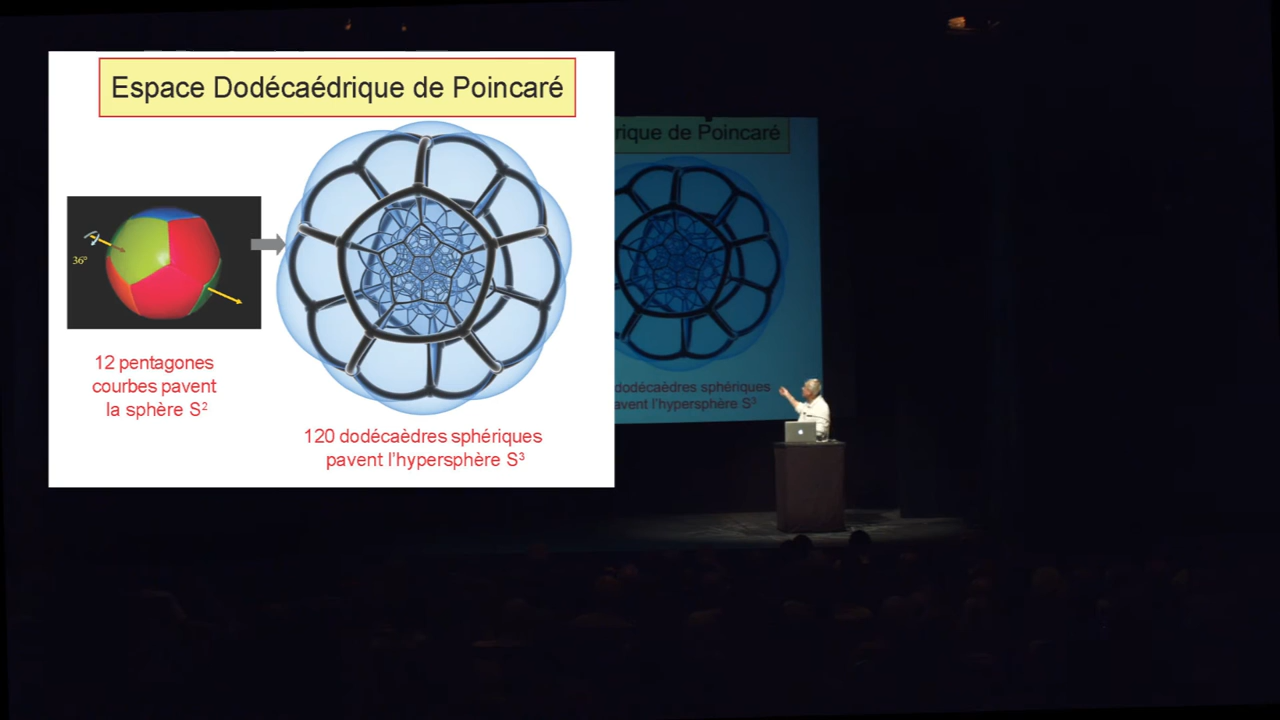 Espace Dodécaédrique de Poincaré
36°
12 pentagones
courbes pavent
la sphère S²
120 dodécaèdres sphériques
pavent l'hypersphère S³
rique de Poincaré
dodécaèdres sphériques
avent l'hypersphère S³